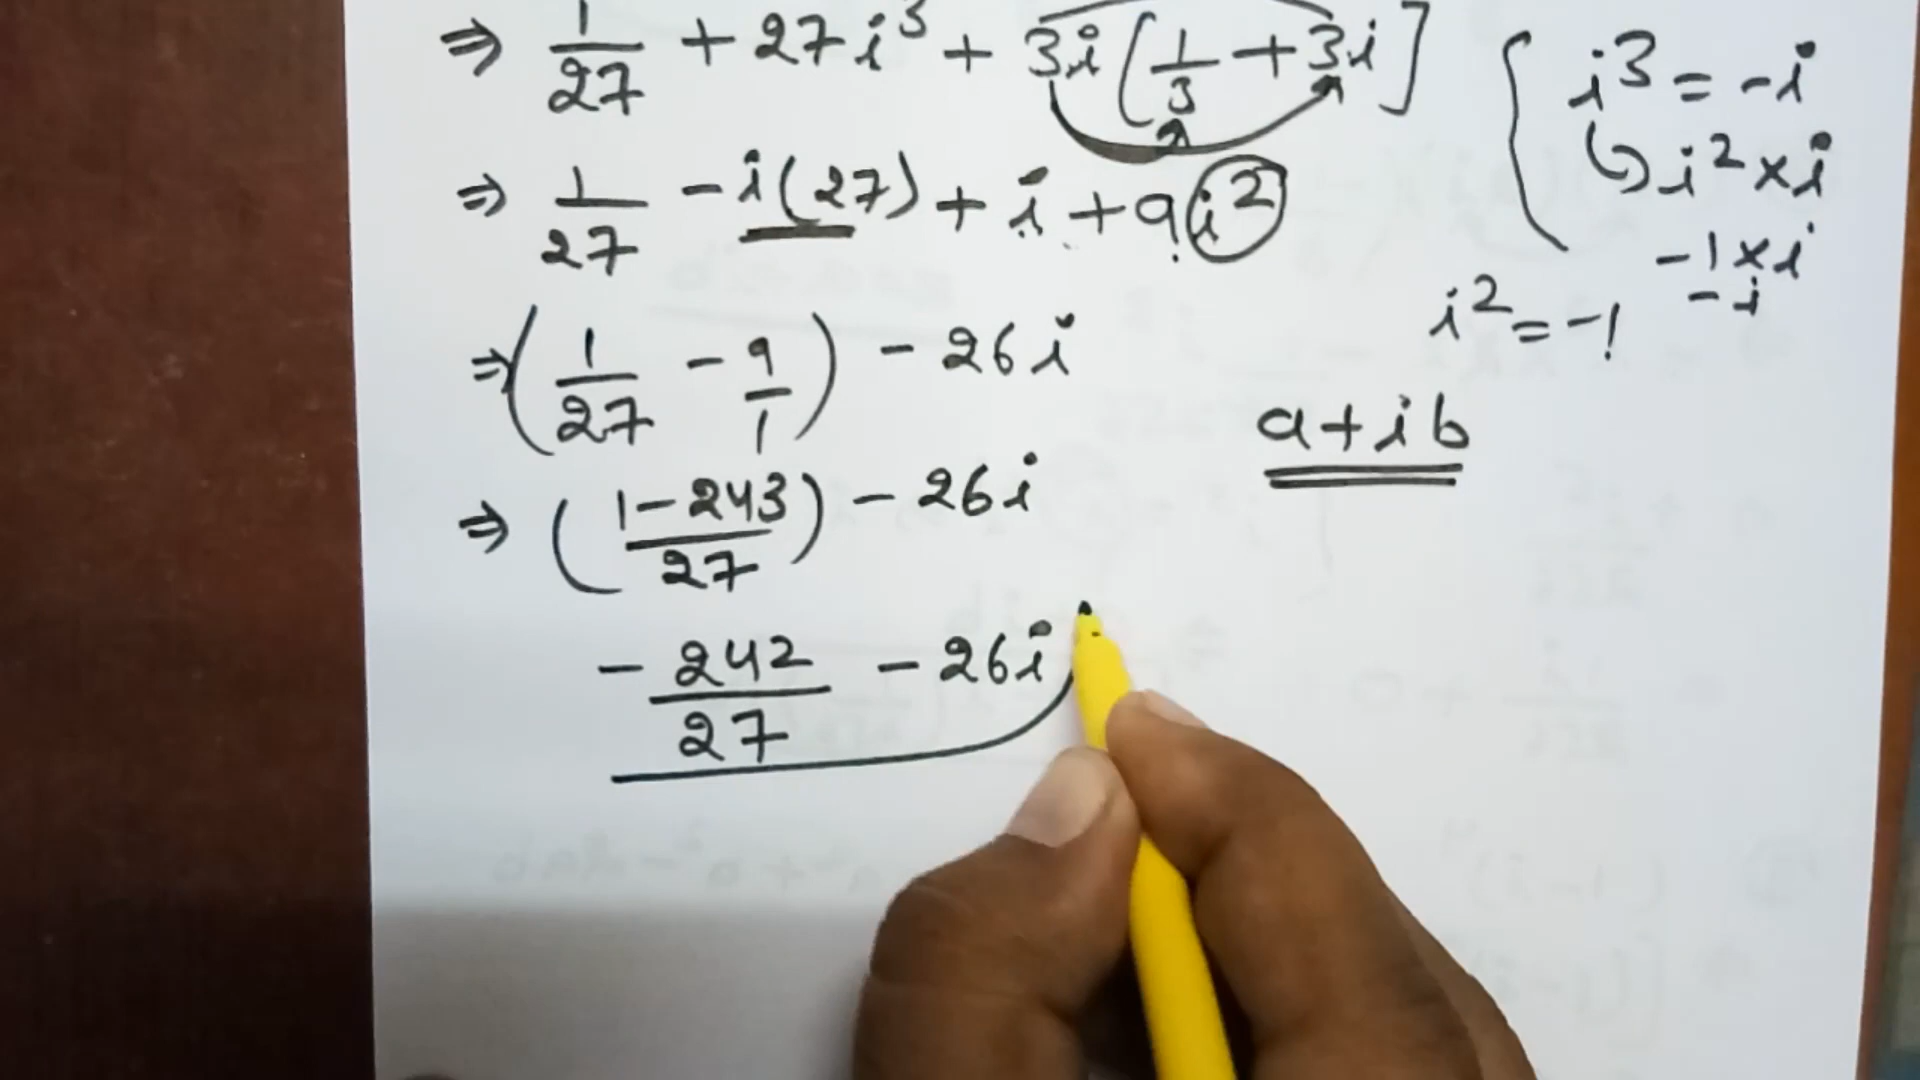 ⇒ 1/27 + 27i³ + 3i[1/3 + 3i]
⇒ 1/27 - i(27) + i + 9i²
⇒ (1/27 - 9/1) - 26i
⇒ (1-243/27) - 26i
- 242/27 - 26i
i³ = -i
i² × i
-1 × i
- i
i² = -1
a + ib